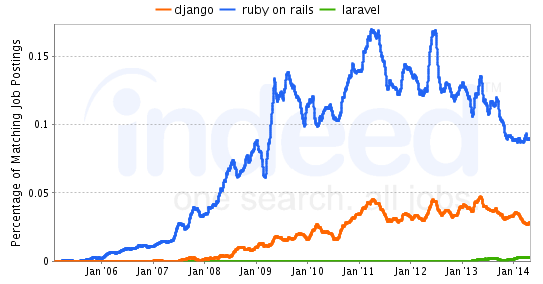 django ruby on rails laravel
Percentage of Matching Job Postings
0.15
0.1
0.05
0
indeed™
one search. all jobs.
Jan'06 Jan '07 Jan'08 Jan'09 Jan'10 Jan'11 Jan'12 Jan'13 Jan'14